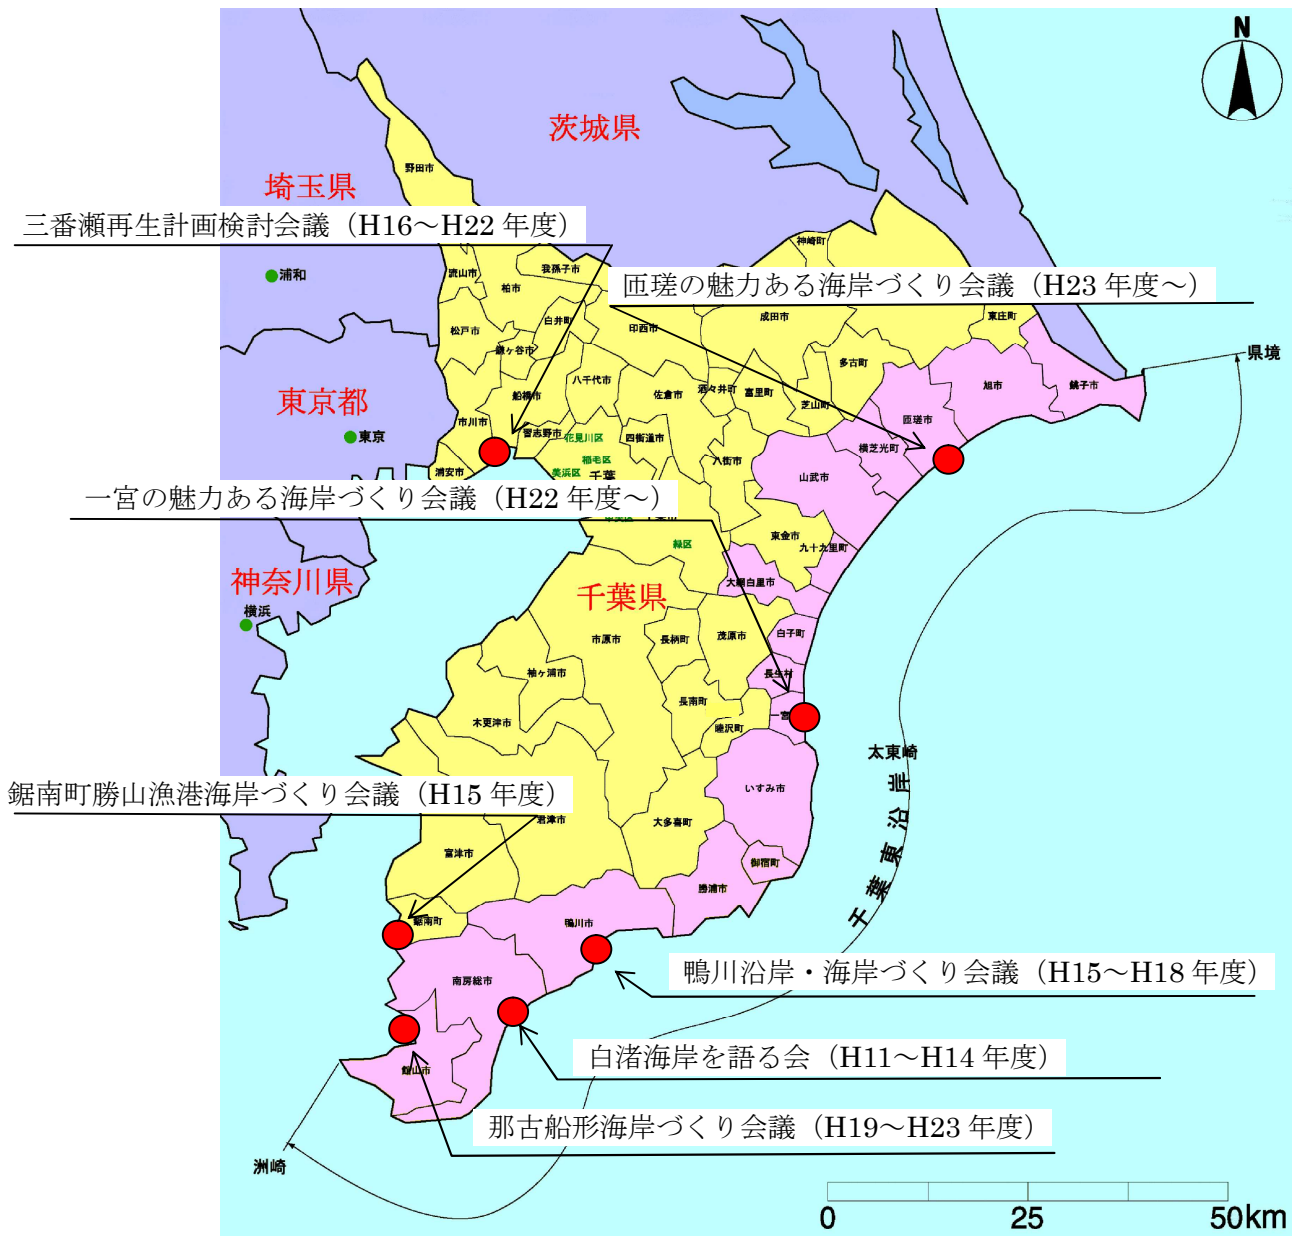 N
茨城県
埼玉県
野田市
三番瀬再生計画検討会議（H16～H22 年度）
神崎町
浦和
流山市
我孫子市
柏市
匝瑳の魅力ある海岸づくり会議（H23 年度～）
松戸市
白井町
印西市
成田市
東庄町
鎌ヶ谷市
多古町
県境
東京都
船橋市
八千代市
佐倉市
酒々井町
富里町
芝山町
旭市
銚子市
東京
市川市
習志野市
花見川区
四街道市
匝瑳市
浦安市
稲毛区
美浜区
千葉
八街市
横芝光町
山武市
一宮の魅力ある海岸づくり会議（H22 年度～）
緑区
東金市
九十九里町
神奈川県
横浜
千葉県
大網白里市
市原市
長柄町
茂原市
白子町
袖ヶ浦市
長生村
長南町
一宮
木更津市
睦沢町
太東崎
鋸南町勝山漁港海岸づくり会議（H15 年度）
いすみ市
君津市
大多喜町
富津市
御宿町
勝浦市
千葉東沿岸
鋸南町
鴨川市
鴨川沿岸・海岸づくり会議（H15～H18 年度）
南房総市
白渚海岸を語る会（H11～H14 年度）
館山市
那古船形海岸づくり会議（H19～H23 年度）
洲崎
0 25 50km